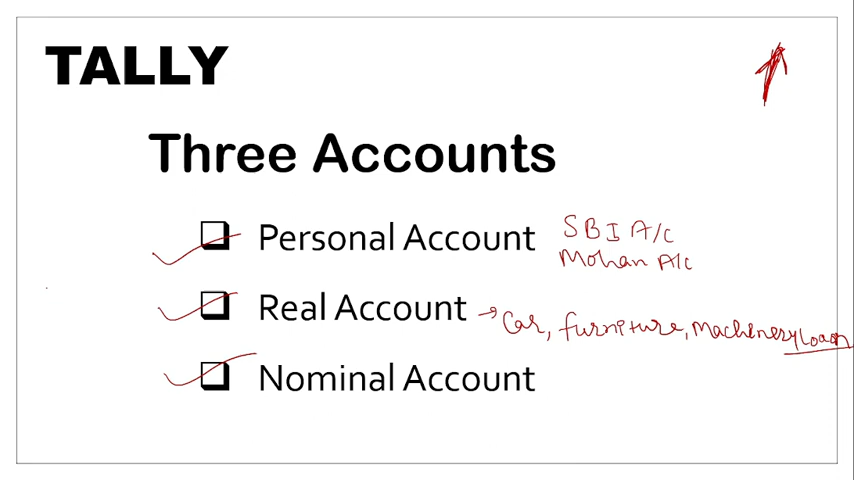 TALLY
Three Accounts
Personal Account SBI A/c
Mohan A/c
Real Account → Car, furniture, Machinery Loan
Nominal Account